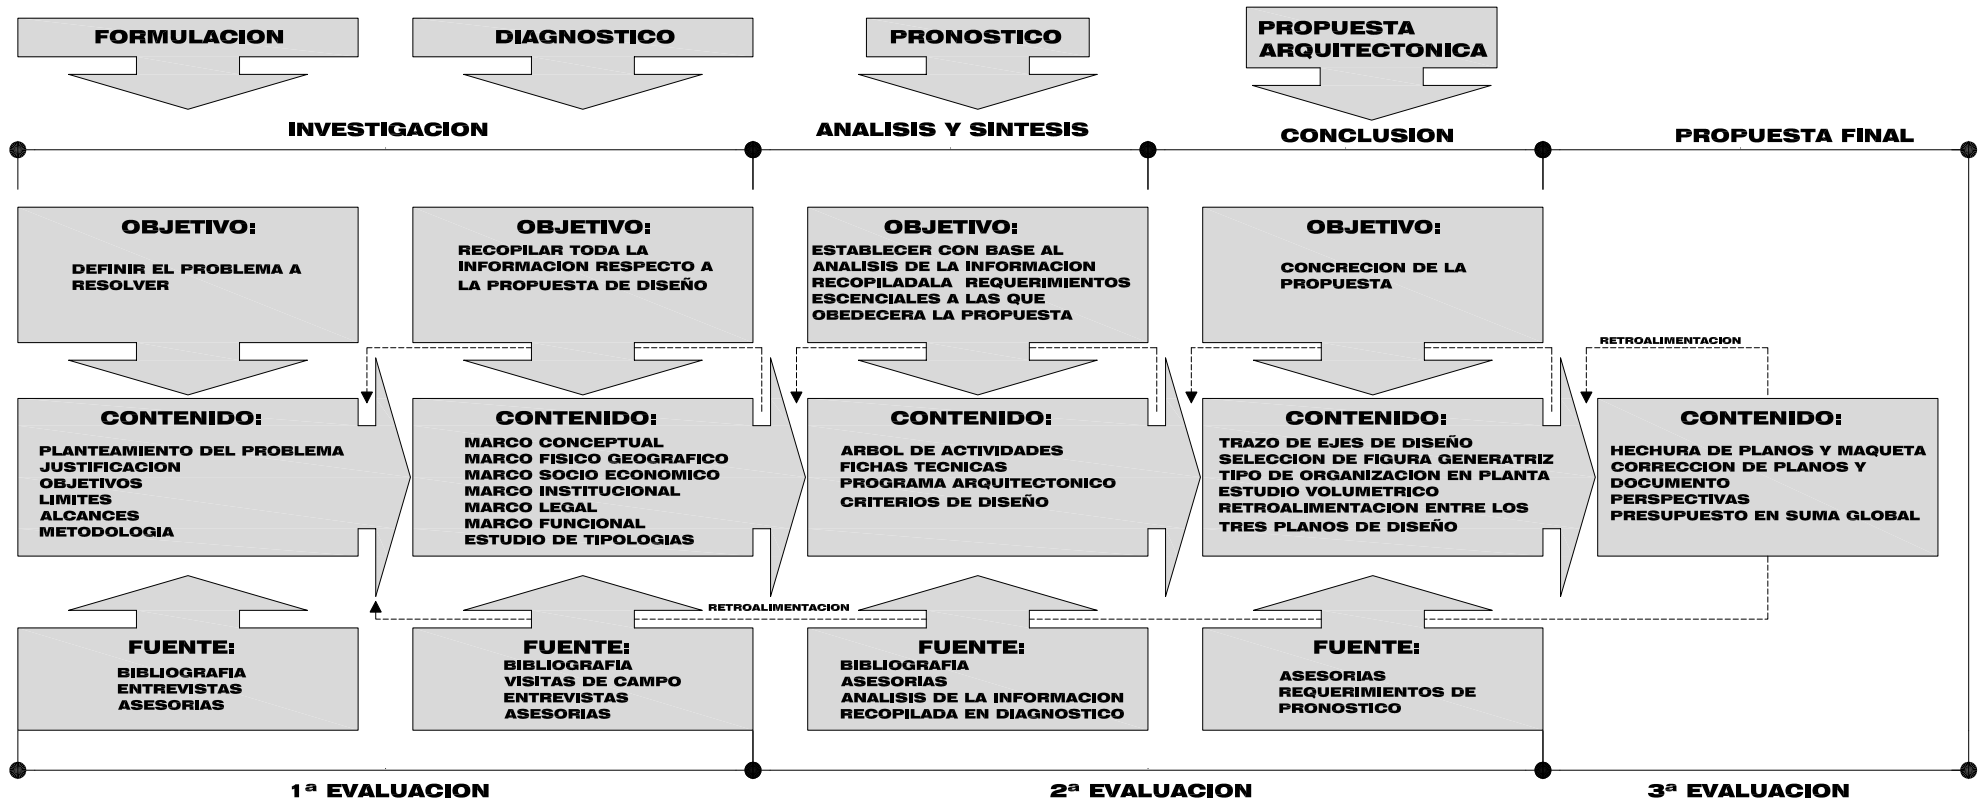 FORMULACION
DIAGNOSTICO
PRONOSTICO
PROPUESTA
ARQUITECTONICA
INVESTIGACION
ANALISIS Y SINTESIS
CONCLUSION
PROPUESTA FINAL
OBJETIVO:
DEFINIR EL PROBLEMA A
RESOLVER
OBJETIVO:
RECOPILAR TODA LA
INFORMACION RESPECTO A
LA PROPUESTA DE DISEÑO
OBJETIVO:
ESTABLECER CON BASE AL
ANALISIS DE LA INFORMACION
RECOPILADALA REQUERIMIENTOS
ESCENCIALES A LAS QUE
OBEDECERA LA PROPUESTA
OBJETIVO:
CONCRECION DE LA
PROPUESTA
RETROALIMENTACION
CONTENIDO:
PLANTEAMIENTO DEL PROBLEMA
JUSTIFICACION
OBJETIVOS
LIMITES
ALCANCES
METODOLOGIA
CONTENIDO:
MARCO CONCEPTUAL
MARCO FISICO GEOGRAFICO
MARCO SOCIO ECONOMICO
MARCO INSTITUCIONAL
MARCO LEGAL
MARCO FUNCIONAL
ESTUDIO DE TIPOLOGIAS
CONTENIDO:
ARBOL DE ACTIVIDADES
FICHAS TECNICAS
PROGRAMA ARQUITECTONICO
CRITERIOS DE DISEÑO
CONTENIDO:
TRAZO DE EJES DE DISEÑO
SELECCION DE FIGURA GENERATRIZ
TIPO DE ORGANIZACION EN PLANTA
ESTUDIO VOLUMETRICO
RETROALIMENTACION ENTRE LOS
TRES PLANOS DE DISEÑO
CONTENIDO:
HECHURA DE PLANOS Y MAQUETA
CORRECCION DE PLANOS Y
DOCUMENTO
PERSPECTIVAS
PRESUPUESTO EN SUMA GLOBAL
RETROALIMENTACION
FUENTE:
BIBLIOGRAFIA
ENTREVISTAS
ASESORIAS
FUENTE:
BIBLIOGRAFIA
VISITAS DE CAMPO
ENTREVISTAS
ASESORIAS
FUENTE:
BIBLIOGRAFIA
ASESORIAS
ANALISIS DE LA INFORMACION
RECOPILADA EN DIAGNOSTICO
FUENTE:
ASESORIAS
REQUERIMIENTOS DE
PRONOSTICO
1ª EVALUACION
2ª EVALUACION
3ª EVALUACION